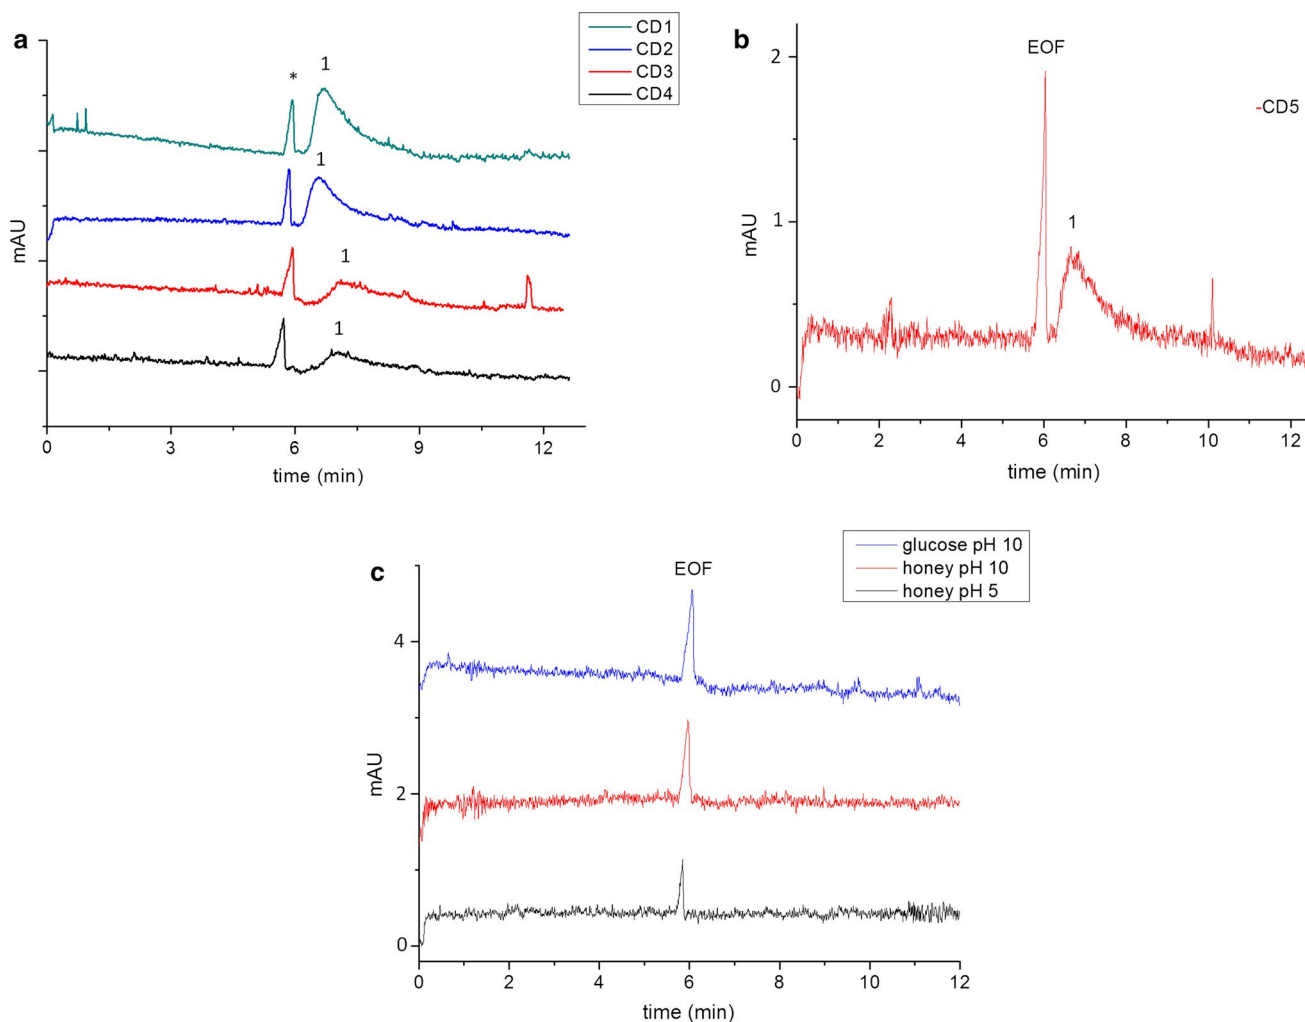 a
CD1
CD2
CD3
CD4
*
1
1
1
1
mAU
0 3 6 9 12
time (min)
b
EOF
1
-CD5
2
1
0
mAU
0 2 4 6 8 10 12
time (min)
c
EOF
glucose pH 10
honey pH 10
honey pH 5
4
2
0
mAU
0 2 4 6 8 10 12
time (min)